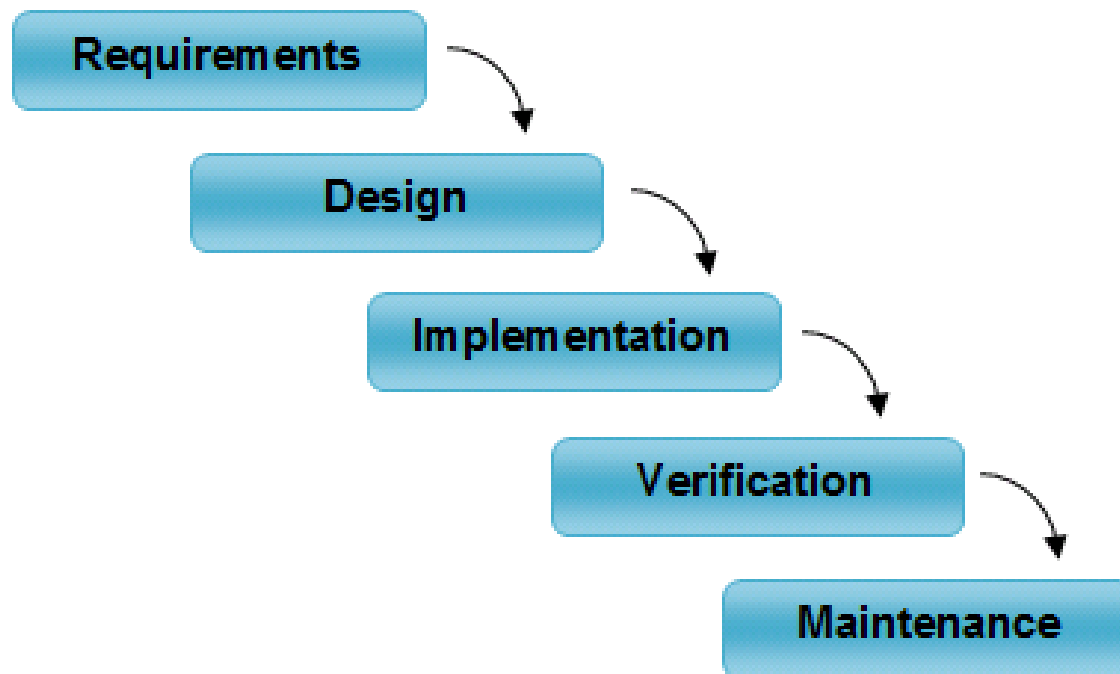 Requirements
Design
Implementation
Verification
Maintenance